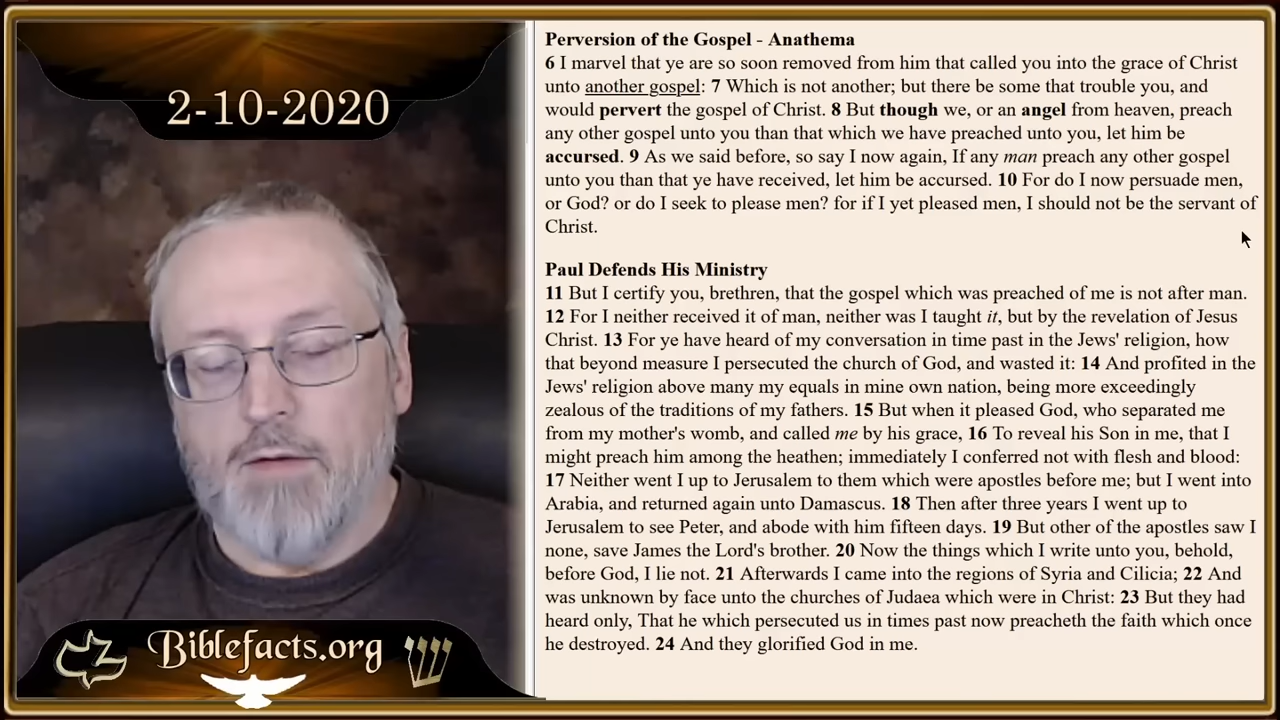 2-10-2020
Biblefacts.org
Perversion of the Gospel - Anathema
6 I marvel that ye are so soon removed from him that called you into the grace of Christ
unto another gospel: 7 Which is not another; but there be some that trouble you, and
would pervert the gospel of Christ. 8 But though we, or an angel from heaven, preach
any other gospel unto you than that which we have preached unto you, let him be
accursed. 9 As we said before, so say I now again, If any man preach any other gospel
unto you than that ye have received, let him be accursed. 10 For do I now persuade men,
or God? or do I seek to please men? for if I yet pleased men, I should not be the servant of
Christ.
Paul Defends His Ministry
11 But I certify you, brethren, that the gospel which was preached of me is not after man.
12 For I neither received it of man, neither was I taught it, but by the revelation of Jesus
Christ. 13 For ye have heard of my conversation in time past in the Jews' religion, how
that beyond measure I persecuted the church of God, and wasted it: 14 And profited in the
Jews' religion above many my equals in mine own nation, being more exceedingly
zealous of the traditions of my fathers. 15 But when it pleased God, who separated me
from my mother's womb, and called me by his grace, 16 To reveal his Son in me, that I
might preach him among the heathen; immediately I conferred not with flesh and blood:
17 Neither went I up to Jerusalem to them which were apostles before me; but I went into
Arabia, and returned again unto Damascus. 18 Then after three years I went up to
Jerusalem to see Peter, and abode with him fifteen days. 19 But other of the apostles saw I
none, save James the Lord's brother. 20 Now the things which I write unto you, behold,
before God, I lie not. 21 Afterwards I came into the regions of Syria and Cilicia; 22 And
was unknown by face unto the churches of Judaea which were in Christ: 23 But they had
heard only, That he which persecuted us in times past now preacheth the faith which once
he destroyed. 24 And they glorified God in me.